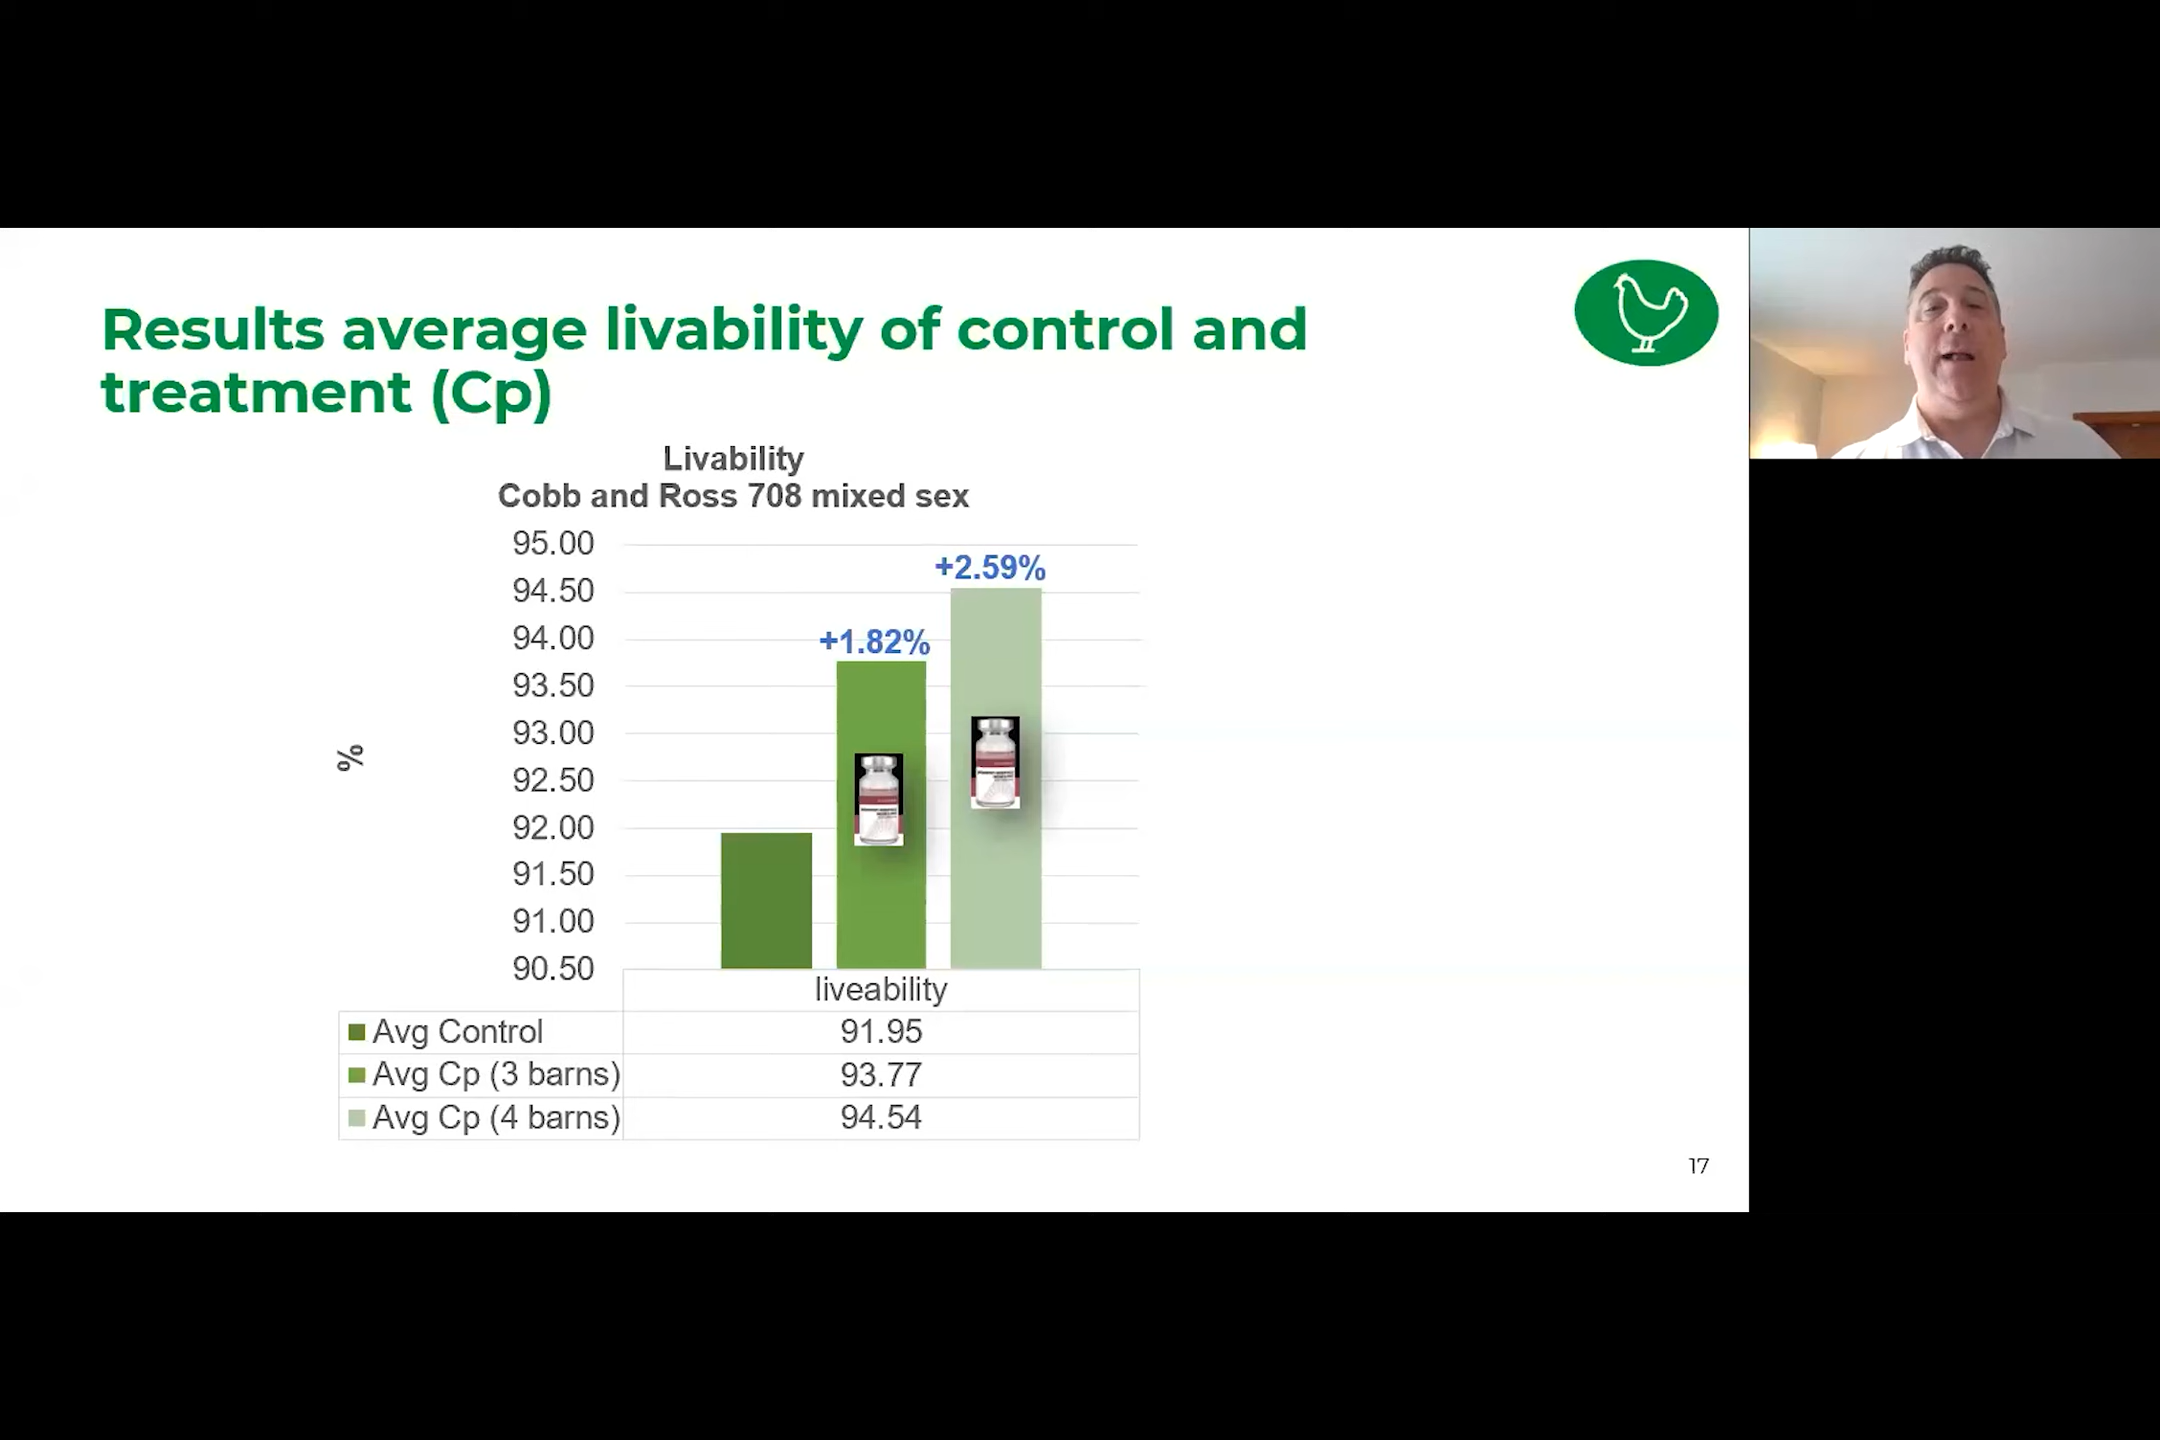 Results average livability of control and
treatment (Cp)
Livability
Cobb and Ross 708 mixed sex
%
95.00
94.50
94.00
93.50
93.00
92.50
92.00
91.50
91.00
90.50
+1.82%
+2.59%
liveability
Avg Control 91.95
Avg Cp (3 barns) 93.77
Avg Cp (4 barns) 94.54
17